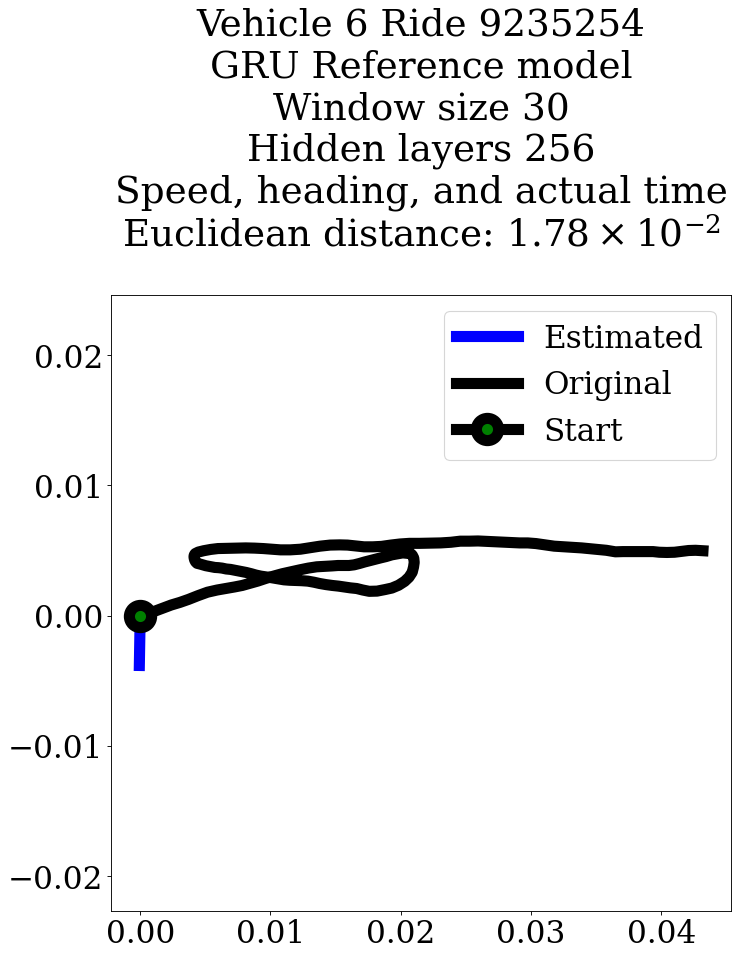 Vehicle 6 Ride 9235254
GRU Reference model
Window size 30
Hidden layers 256
Speed, heading, and actual time
Euclidean distance: 1.78 × 10⁻²
Estimated
Original
Start
0.02
0.01
0.00
−0.01
−0.02
0.00 0.01 0.02 0.03 0.04